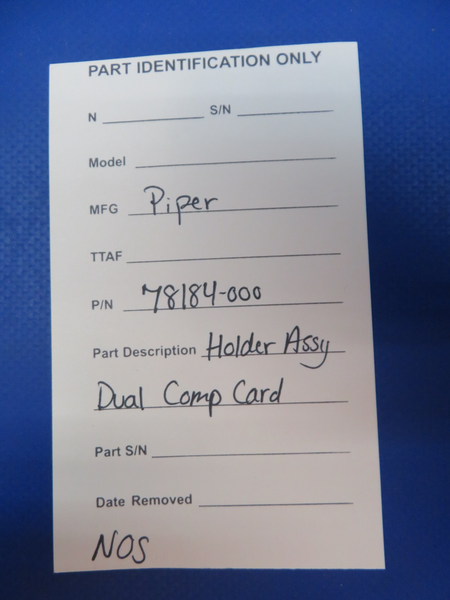 PART IDENTIFICATION ONLY
N S/N
Model
MFG Piper
TTAF
P/N 78184-000
Part Description Holder Assy
Dual Comp Card
Part S/N
Date Removed
NOS